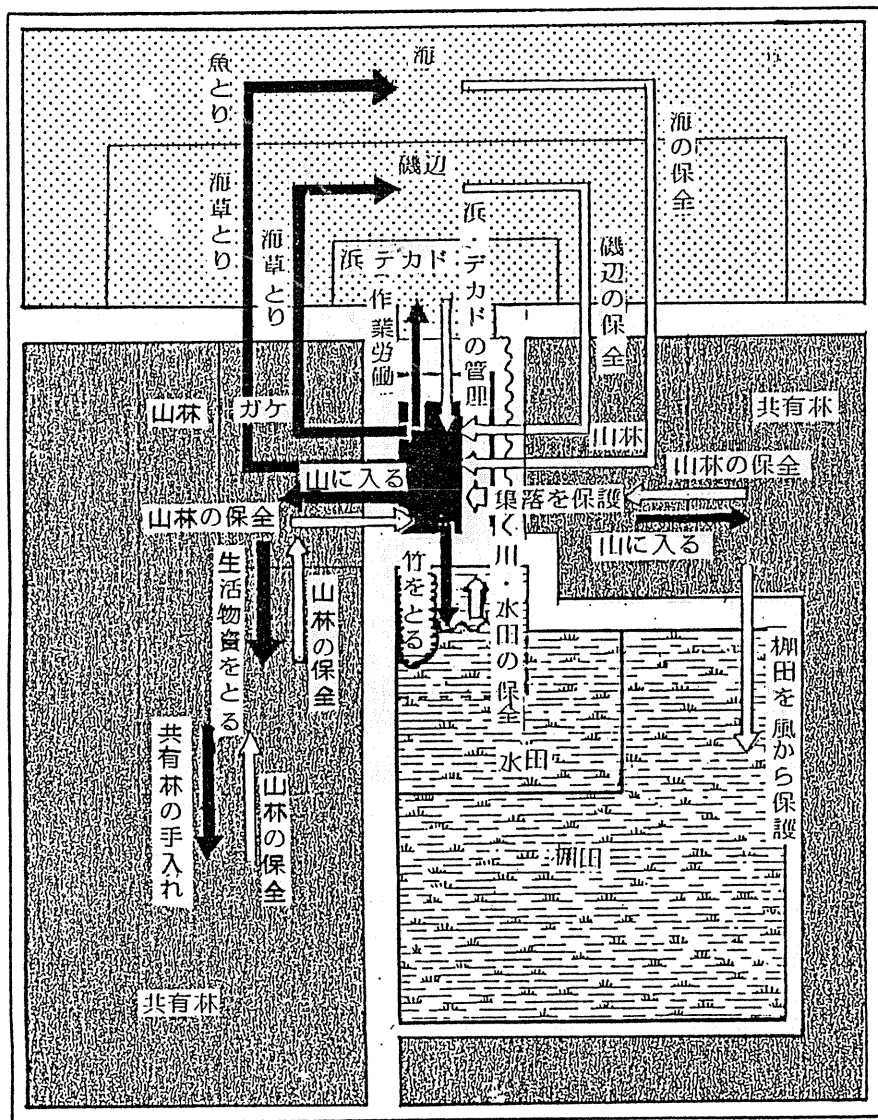 海
魚とり
海草とり
海の保全
磯辺
海草とり
磯辺の保全
浜・デカド
作業労働
浜・デカドの管理
山林
ガケ
山林
共有林
山林の保全
山に入る
集落を保護
山に入る
山林の保全
生活物資をとる
山林の保全
竹をとる
川・水田の保全
棚田を風から保護
水田
棚田
共有林の手入れ
山林の保全
共有林